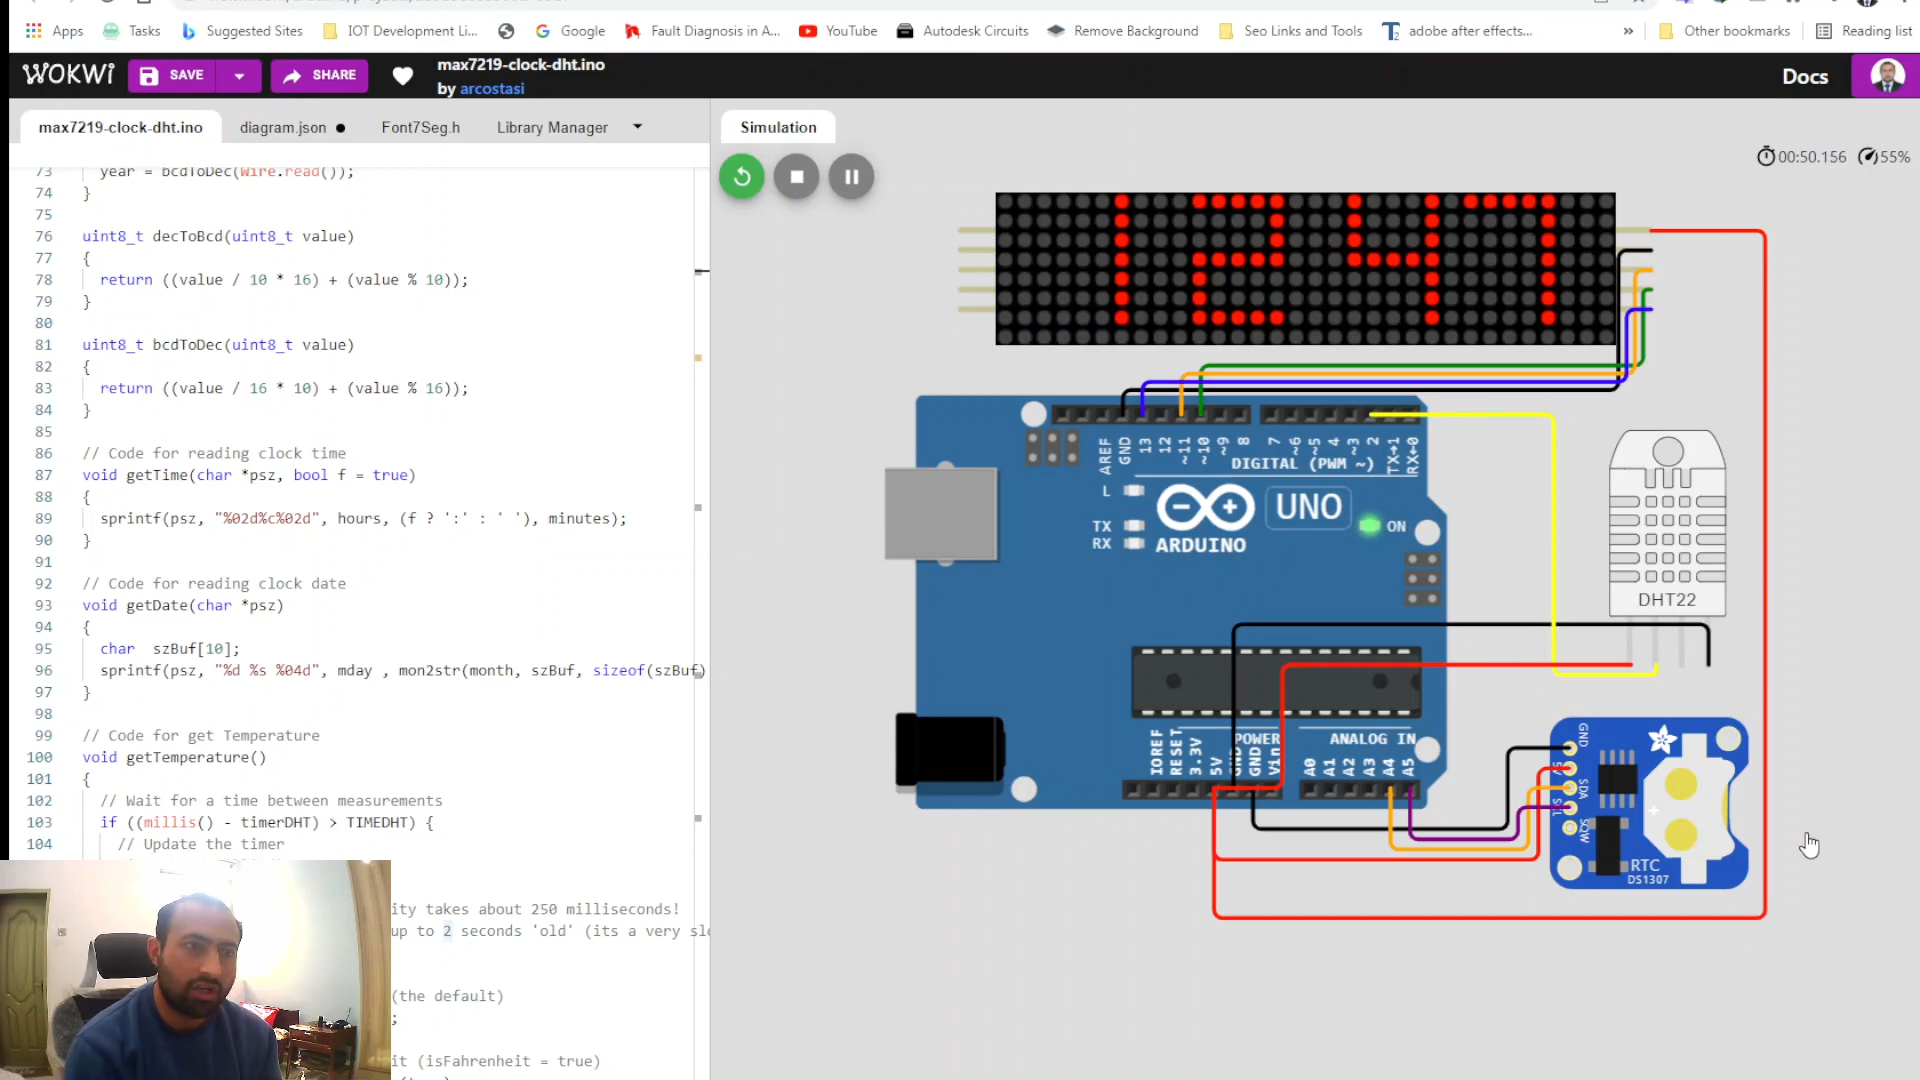 Apps
Tasks
Suggested Sites
IOT Development Li...
Google
Fault Diagnosis in A...
YouTube
Autodesk Circuits
Remove Background
Seo Links and Tools
adobe after effects...
»
Other bookmarks
Reading list
WOKWI
SAVE
SHARE
max7219-clock-dht.ino
by arcostasi
Docs
max7219-clock-dht.ino
diagram.json
Font7Seg.h
Library Manager
Simulation
00:50.156
55%
73 year = bcdToDec(Wire.read());
74 }
75
76 uint8_t decToBcd(uint8_t value)
77 {
78 return ((value / 10 * 16) + (value % 10));
79 }
80
81 uint8_t bcdToDec(uint8_t value)
82 {
83 return ((value / 16 * 10) + (value % 16));
84 }
85
86 // Code for reading clock time
87 void getTime(char *psz, bool f = true)
88 {
89 sprintf(psz, "%02d%c%02d", hours, (f ? ':' : ' '), minutes);
90 }
91
92 // Code for reading clock date
93 void getDate(char *psz)
94 {
95 char szBuf[10];
96 sprintf(psz, "%d %s %04d", mday , mon2str(month, szBuf, sizeof(szBuf)
97 }
98
99 // Code for get Temperature
100 void getTemperature()
101 {
102 // Wait for a time between measurements
103 if ((millis() - timerDHT) > TIMEDHT) {
104 // Update the timer
ity takes about 250 milliseconds!
up to 2 seconds 'old' (its a very slo
(the default)
;
it (isFahrenheit = true)
12 47
AREF
GND
13
12
~11
~10
~9
8
7
~6
~5
4
~3
2
TX→1
RX←0
DIGITAL (PWM ~)
L
TX
RX
UNO
ON
ARDUINO
IOREF
RESET
3.3V
5V
GND
GND
Vin
POWER
ANALOG IN
A0
A1
A2
A3
A4
A5
DHT22
GND
5V
SDA
SCL
SQW
RTC
DS1307